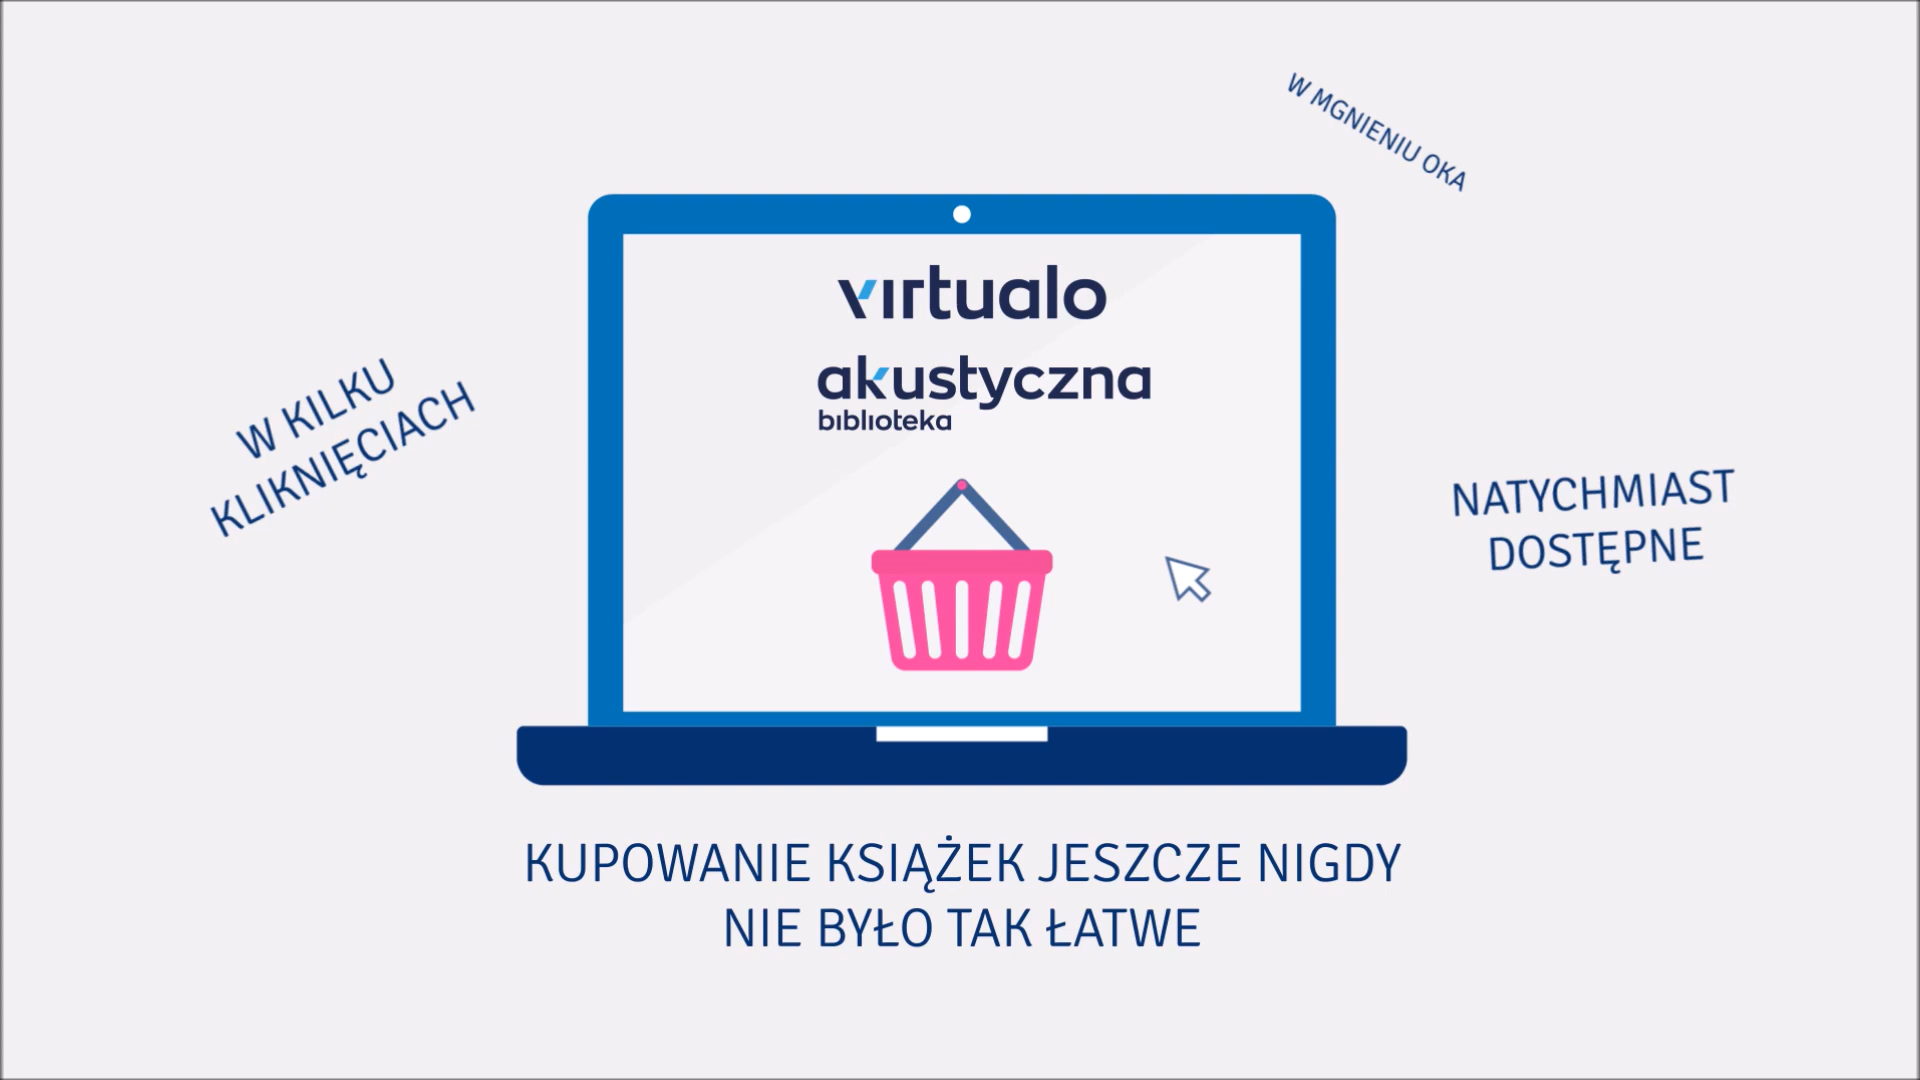 W MGNIENIU OKA
virtualo
akustyczna
biblioteka
W KILKU
KLIKNIĘCIACH
NATYCHMIAST
DOSTĘPNE
KUPOWANIE KSIĄŻEK JESZCZE NIGDY
NIE BYŁO TAK ŁATWE